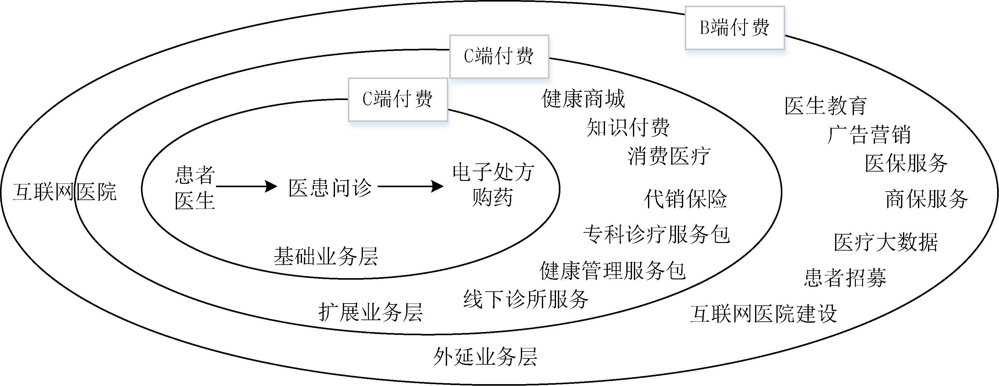 B端付费
C端付费
C端付费
健康商城
知识付费
消费医疗
代销保险
专科诊疗服务包
健康管理服务包
线下诊所服务
医生教育
广告营销
医保服务
商保服务
医疗大数据
患者招募
互联网医院建设
互联网医院
患者
医生
医患问诊
电子处方
购药
基础业务层
扩展业务层
外延业务层